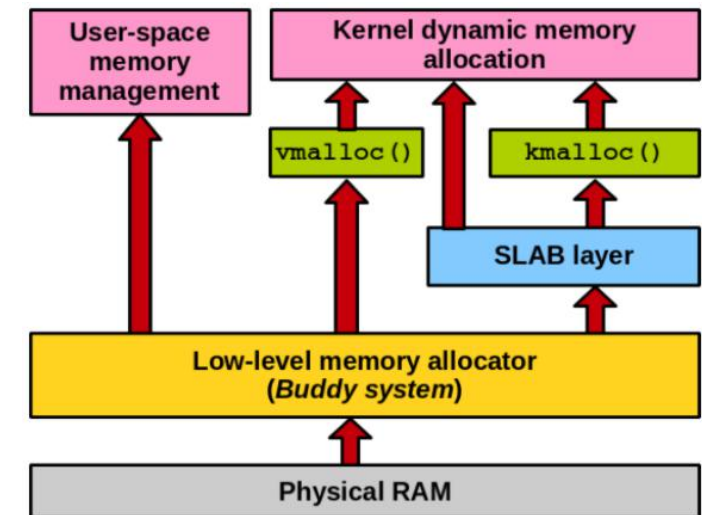 User-space
memory
management
Kernel dynamic memory
allocation
vmalloc()
kmalloc()
SLAB layer
Low-level memory allocator
(Buddy system)
Physical RAM